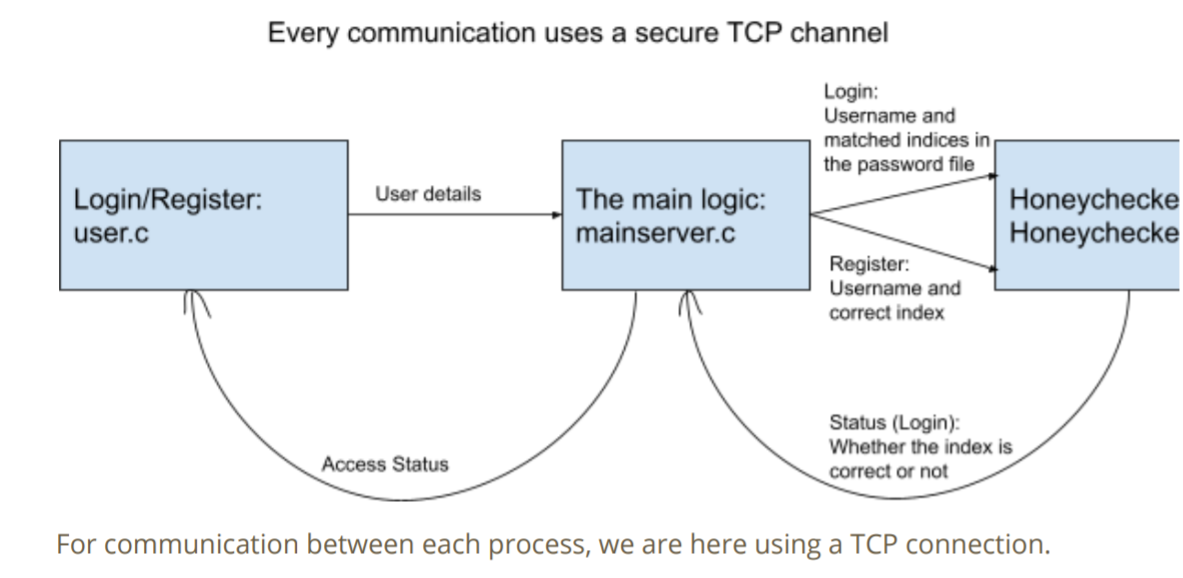 Every communication uses a secure TCP channel
Login/Register:
user.c
User details
The main logic:
mainserver.c
Login:
Username and
matched indices in
the password file
Register:
Username and
correct index
Honeychecke
Honeychecke
Access Status
Status (Login):
Whether the index is
correct or not
For communication between each process, we are here using a TCP connection.